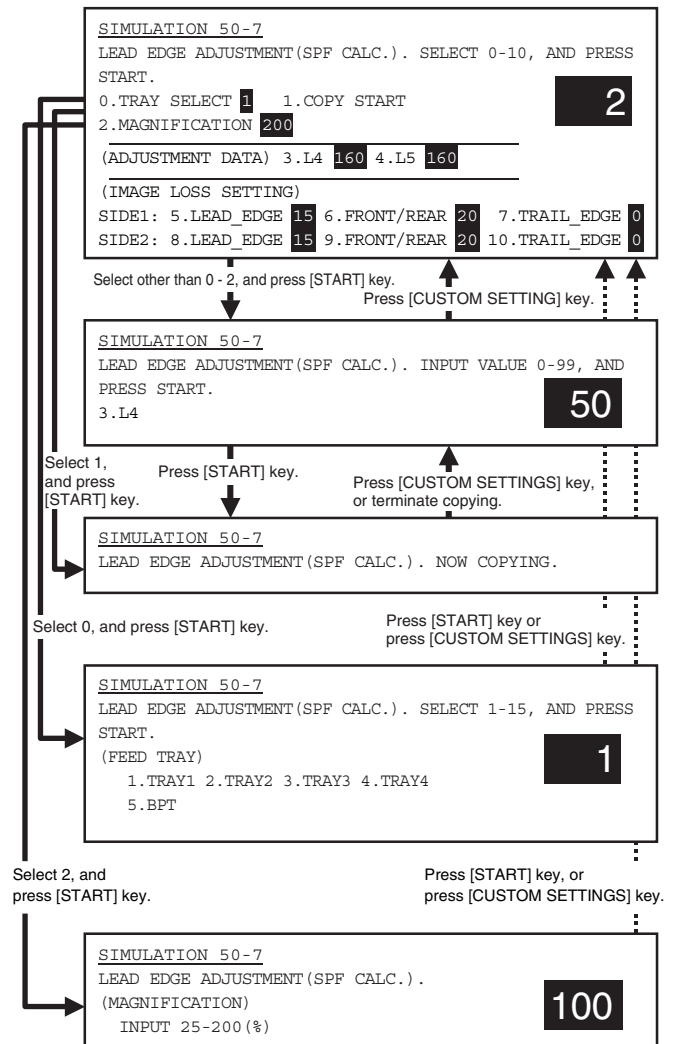 SIMULATION 50-7
LEAD EDGE ADJUSTMENT(SPF CALC.). SELECT 0-10, AND PRESS
START.
0.TRAY SELECT 1 1.COPY START
2.MAGNIFICATION 200
2
(ADJUSTMENT DATA) 3.L4 160 4.L5 160
(IMAGE LOSS SETTING)
SIDE1: 5.LEAD_EDGE 15 6.FRONT/REAR 20 7.TRAIL_EDGE 0
SIDE2: 8.LEAD_EDGE 15 9.FRONT/REAR 20 10.TRAIL_EDGE 0
Select other than 0 - 2, and press [START] key.
Press [CUSTOM SETTING] key.
SIMULATION 50-7
LEAD EDGE ADJUSTMENT(SPF CALC.). INPUT VALUE 0-99, AND
PRESS START.
3.L4
50
Select 1,
and press
[START] key.
Press [START] key.
Press [CUSTOM SETTINGS] key,
or terminate copying.
SIMULATION 50-7
LEAD EDGE ADJUSTMENT(SPF CALC.). NOW COPYING.
Select 0, and press [START] key.
Press [START] key or
press [CUSTOM SETTINGS] key.
SIMULATION 50-7
LEAD EDGE ADJUSTMENT(SPF CALC.). SELECT 1-15, AND PRESS
START.
(FEED TRAY)
1.TRAY1 2.TRAY2 3.TRAY3 4.TRAY4
5.BPT
1
Select 2, and
press [START] key.
Press [START] key, or
press [CUSTOM SETTINGS] key.
SIMULATION 50-7
LEAD EDGE ADJUSTMENT(SPF CALC.).
(MAGNIFICATION)
INPUT 25-200(%)
100